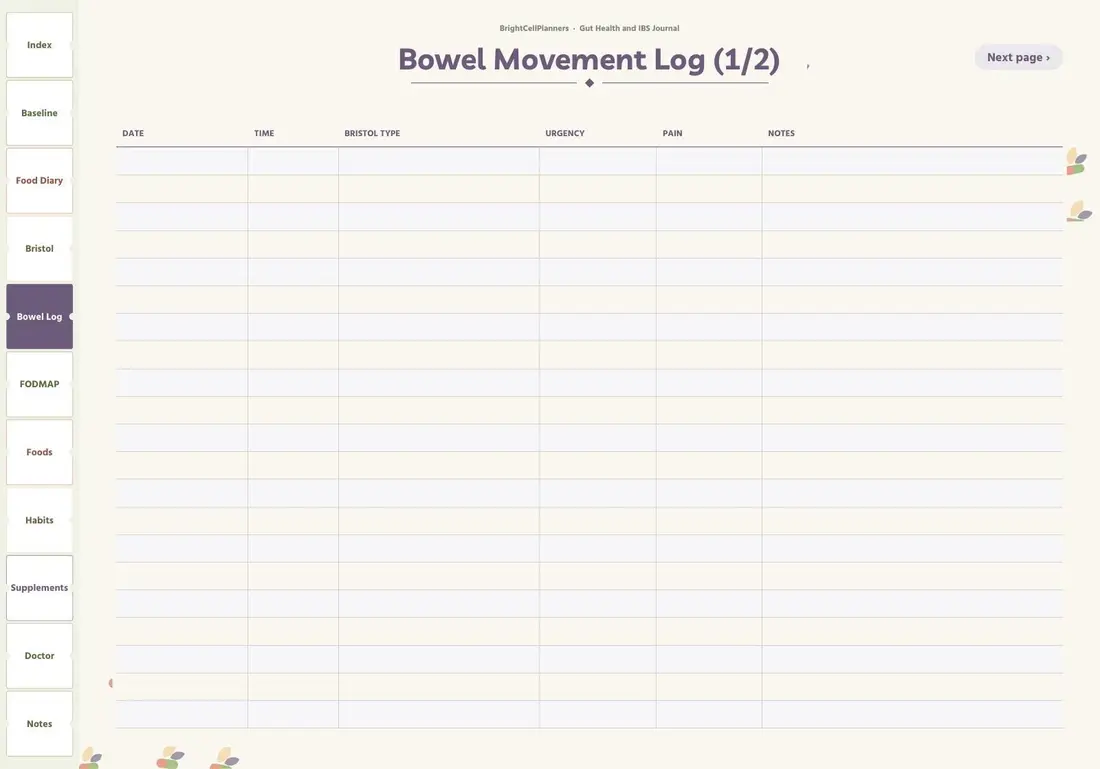 Index
Baseline
Food Diary
Bristol
Bowel Log
FODMAP
Foods
Habits
Supplements
Doctor
Notes
BrightCellPlanners · Gut Health and IBS Journal
Bowel Movement Log (1/2)
Next page ›
DATE TIME BRISTOL TYPE URGENCY PAIN NOTES